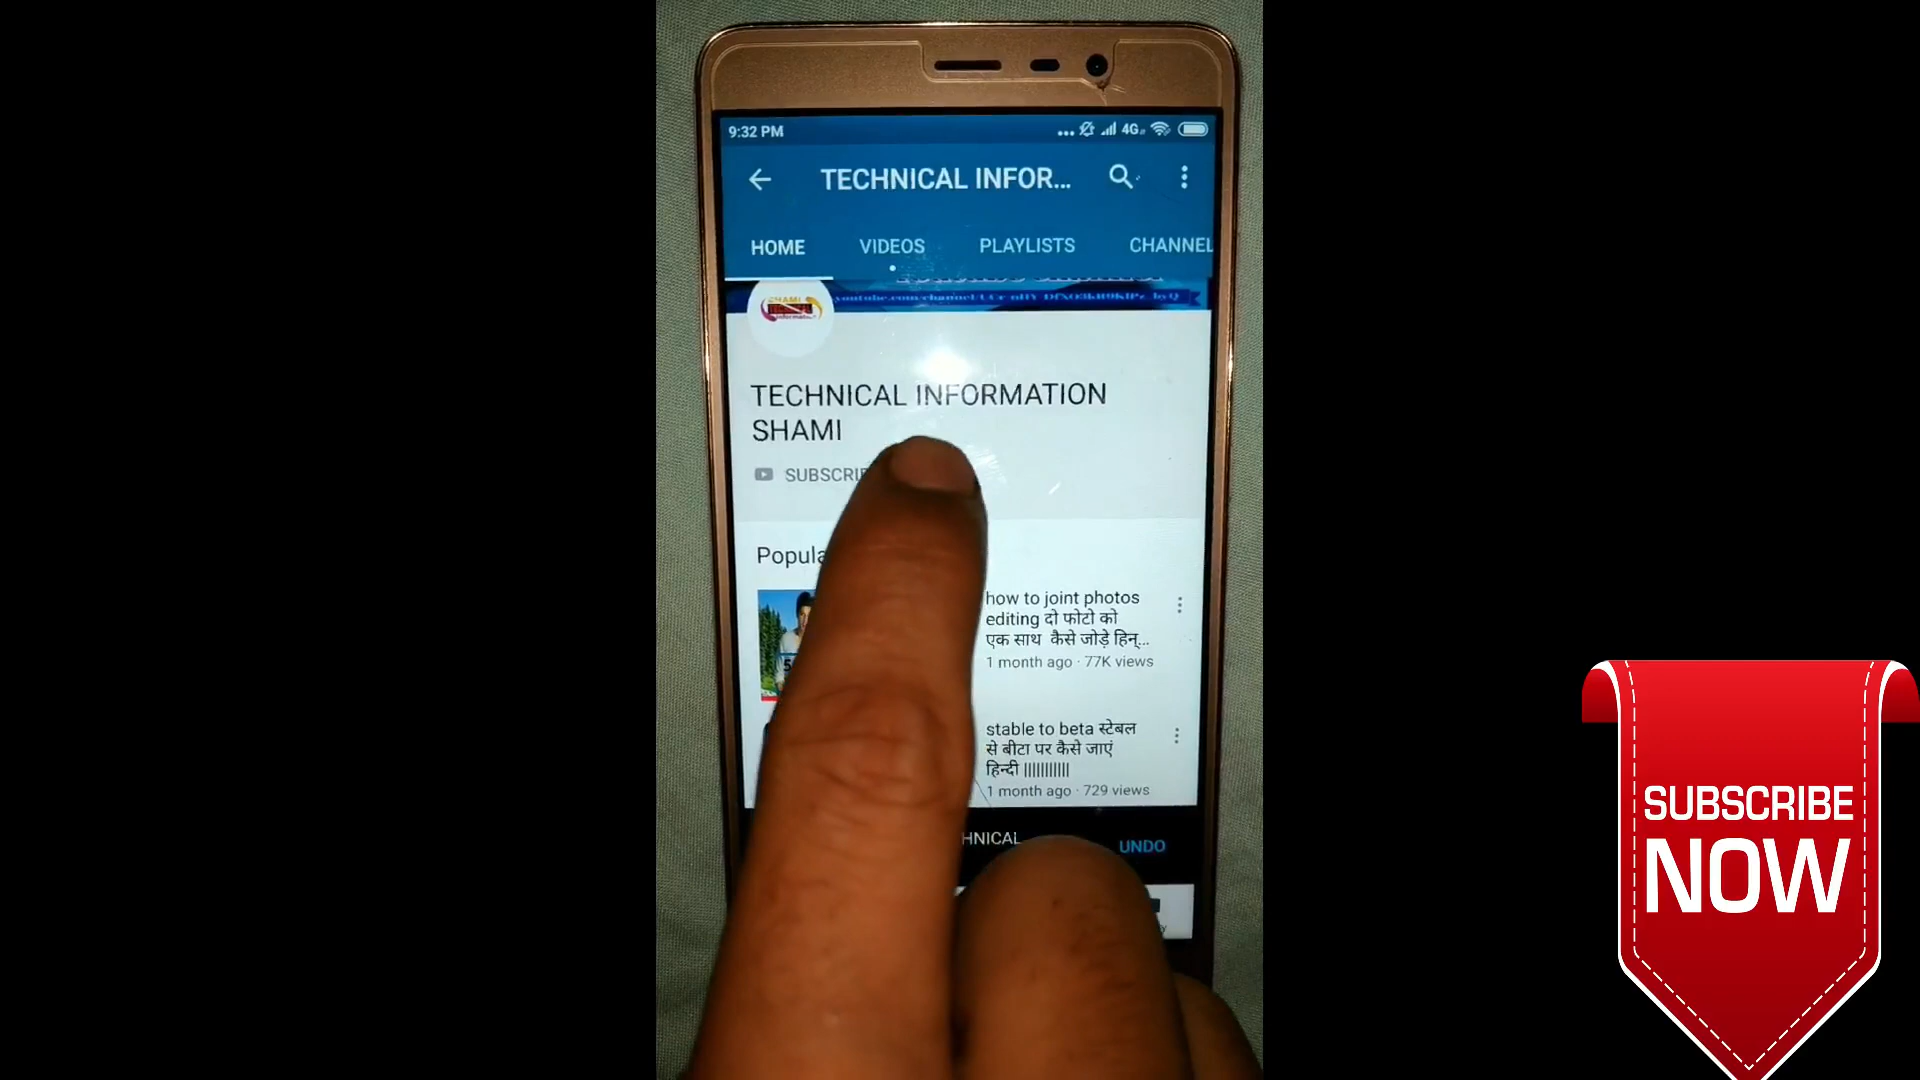 9:32 PM
4G
TECHNICAL INFOR...
HOME VIDEOS PLAYLISTS CHANNEL
SHAMI
TECHNICAL INFORMATION
SHAMI
SUBSCRI
Popula
how to joint photos
editing दो फोटो को
एक साथ कैसे जोड़े हिन्...
1 month ago · 77K views
stable to beta स्टेबल
से बीटा पर कैसे जाएं
हिन्दी ||||||||||||
1 month ago · 729 views
HNICAL
UNDO
SUBSCRIBE
NOW